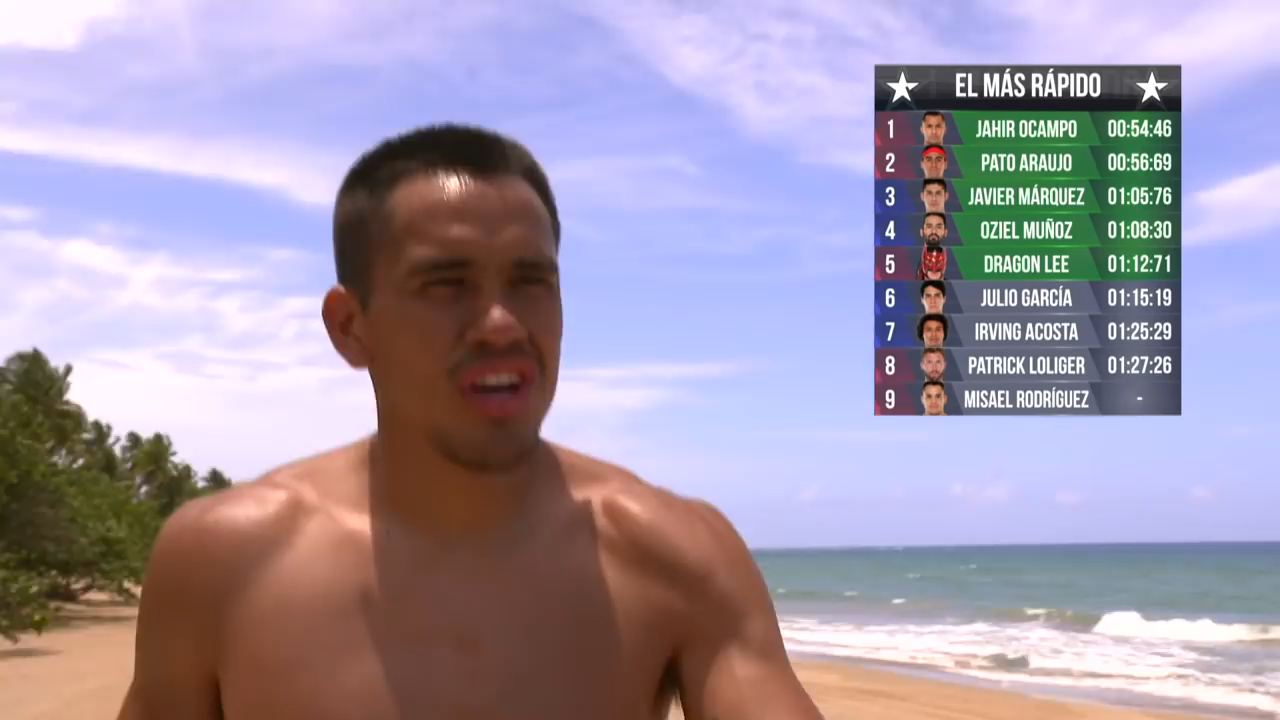 EL MÁS RÁPIDO
1 JAHIR OCAMPO 00:54:46
2 PATO ARAUJO 00:56:69
3 JAVIER MÁRQUEZ 01:05:76
4 OZIEL MUÑOZ 01:08:30
5 DRAGON LEE 01:12:71
6 JULIO GARCÍA 01:15:19
7 IRVING ACOSTA 01:25:29
8 PATRICK LOLIGER 01:27:26
9 MISAEL RODRÍGUEZ -